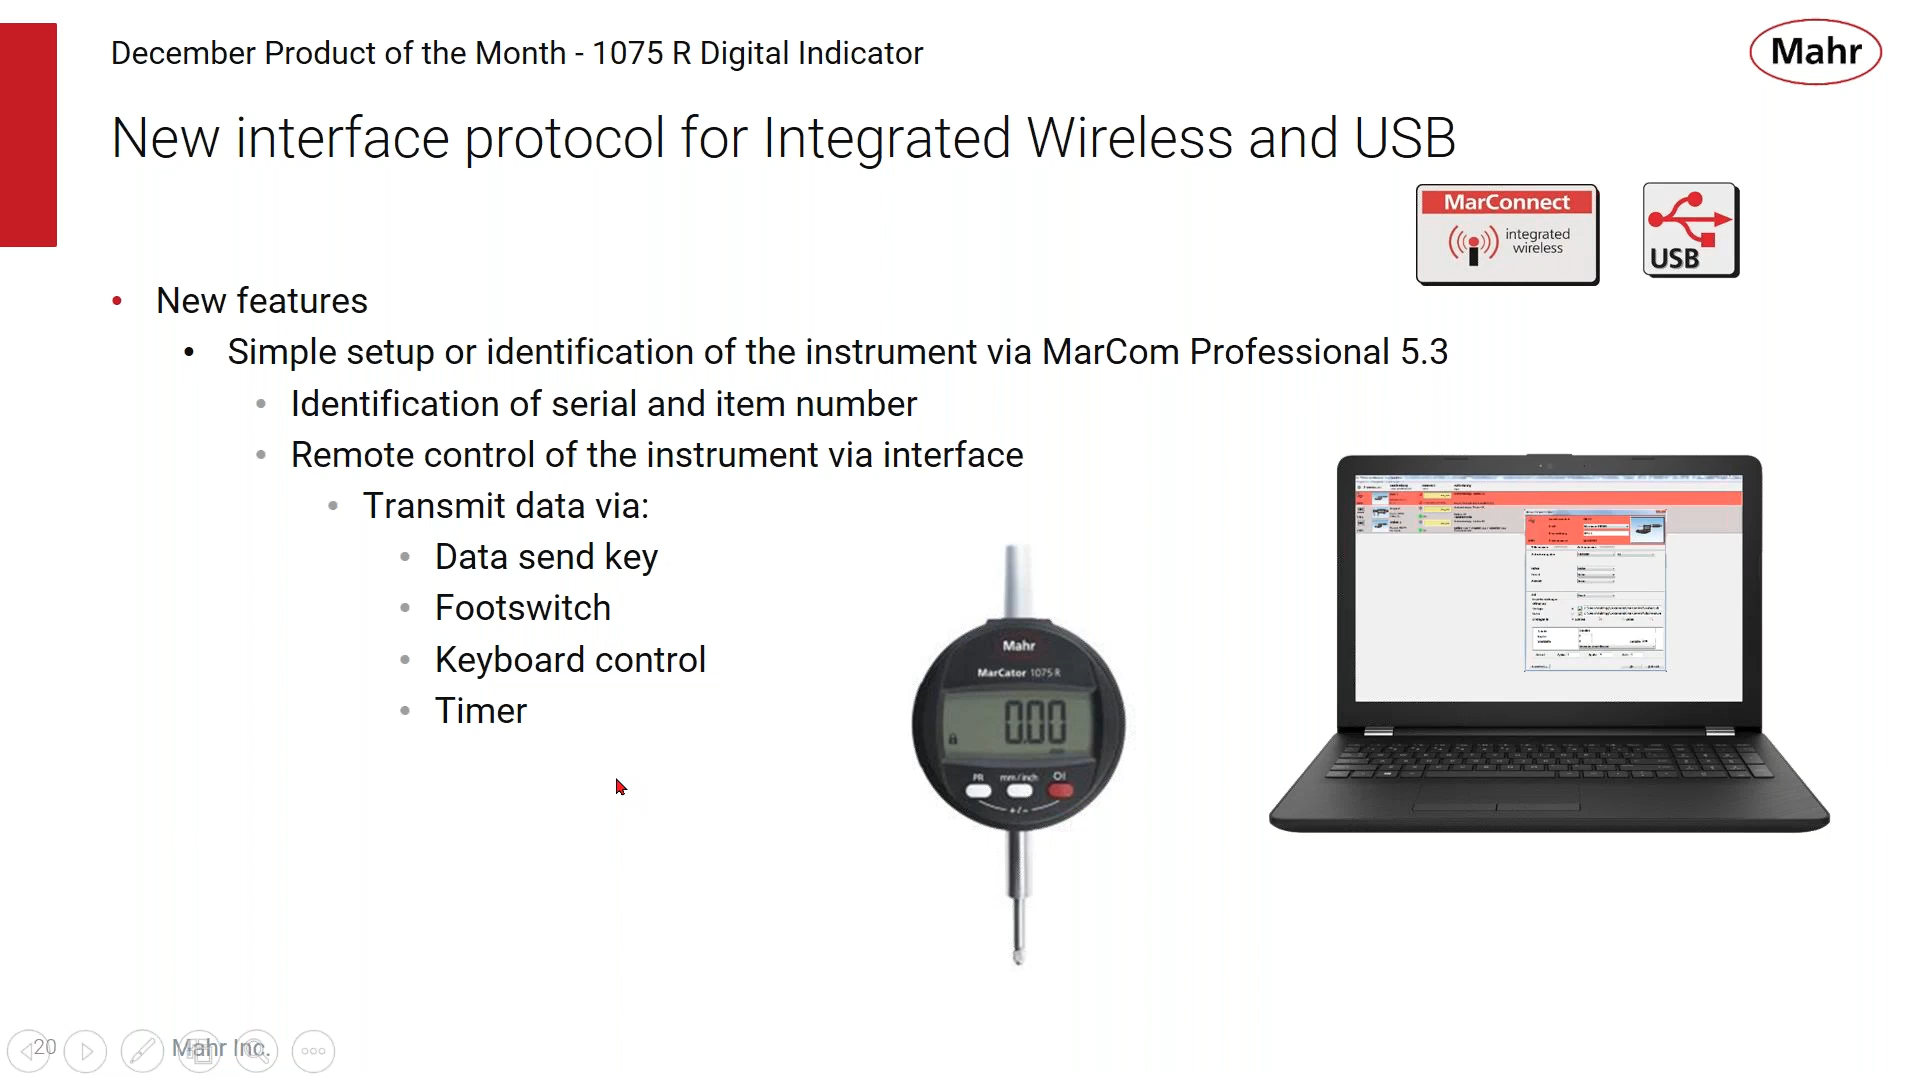 December Product of the Month - 1075 R Digital Indicator
Mahr
New interface protocol for Integrated Wireless and USB
MarConnect
integrated
wireless
USB
New features
Simple setup or identification of the instrument via MarCom Professional 5.3
Identification of serial and item number
Remote control of the instrument via interface
Transmit data via:
Data send key
Footswitch
Keyboard control
Timer
Mahr
MarCator 1075 R
0.00
PR mm/inch
+/-
20 Mahr Inc.